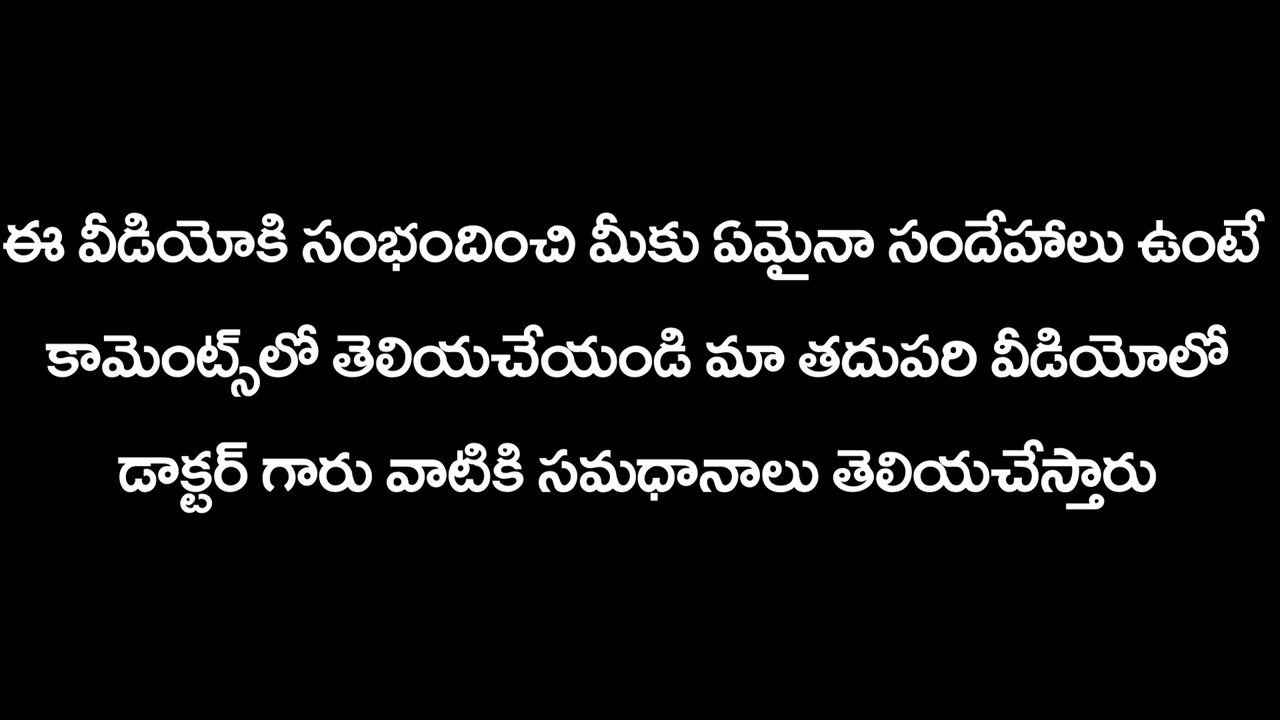 ఈ వీడియోకి సంభందించి మీకు ఏమైనా సందేహాలు ఉంటే
కామెంట్స్‌లో తెలియచేయండి మా తదుపరి వీడియోలో
డాక్టర్ గారు వాటికి సమధానాలు తెలియచేస్తారు